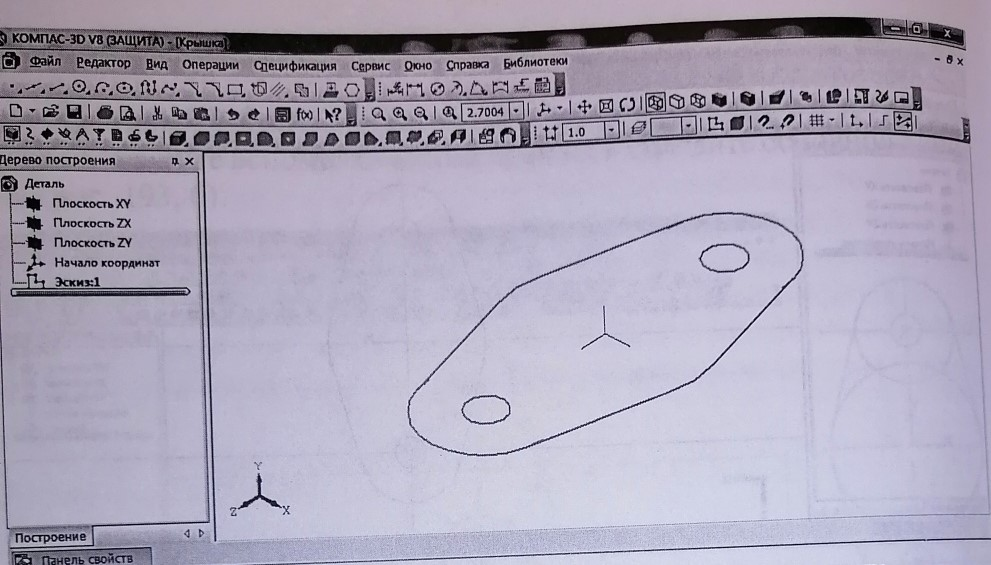 КОМПАС-3D V8 (ЗАЩИТА) - [Крышка]
Файл Редактор Вид Операции Спецификация Сервис Окно Справка Библиотеки
2.7004
f(x)
1.0
Дерево построения
Деталь
Плоскость XY
Плоскость ZX
Плоскость ZY
Начало координат
Эскиз:1
Y
Z X
Построение
Панель свойств